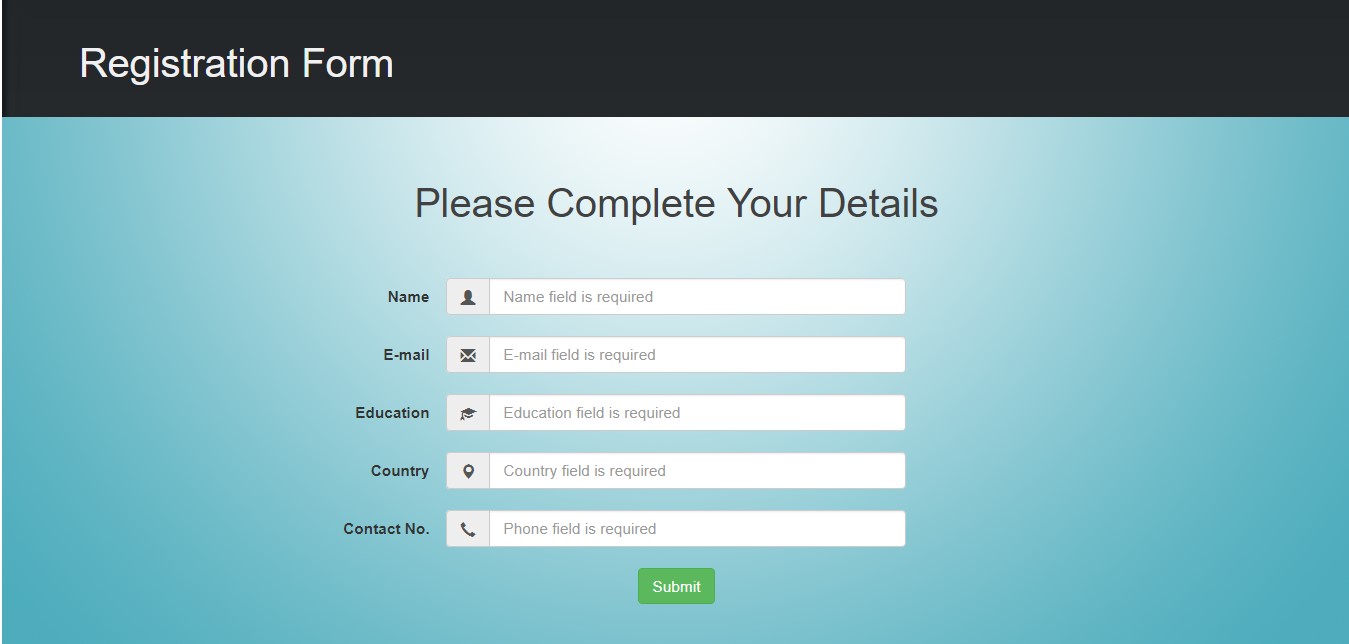 Registration Form
Please Complete Your Details
Name Name field is required
E-mail E-mail field is required
Education Education field is required
Country Country field is required
Contact No. Phone field is required
Submit